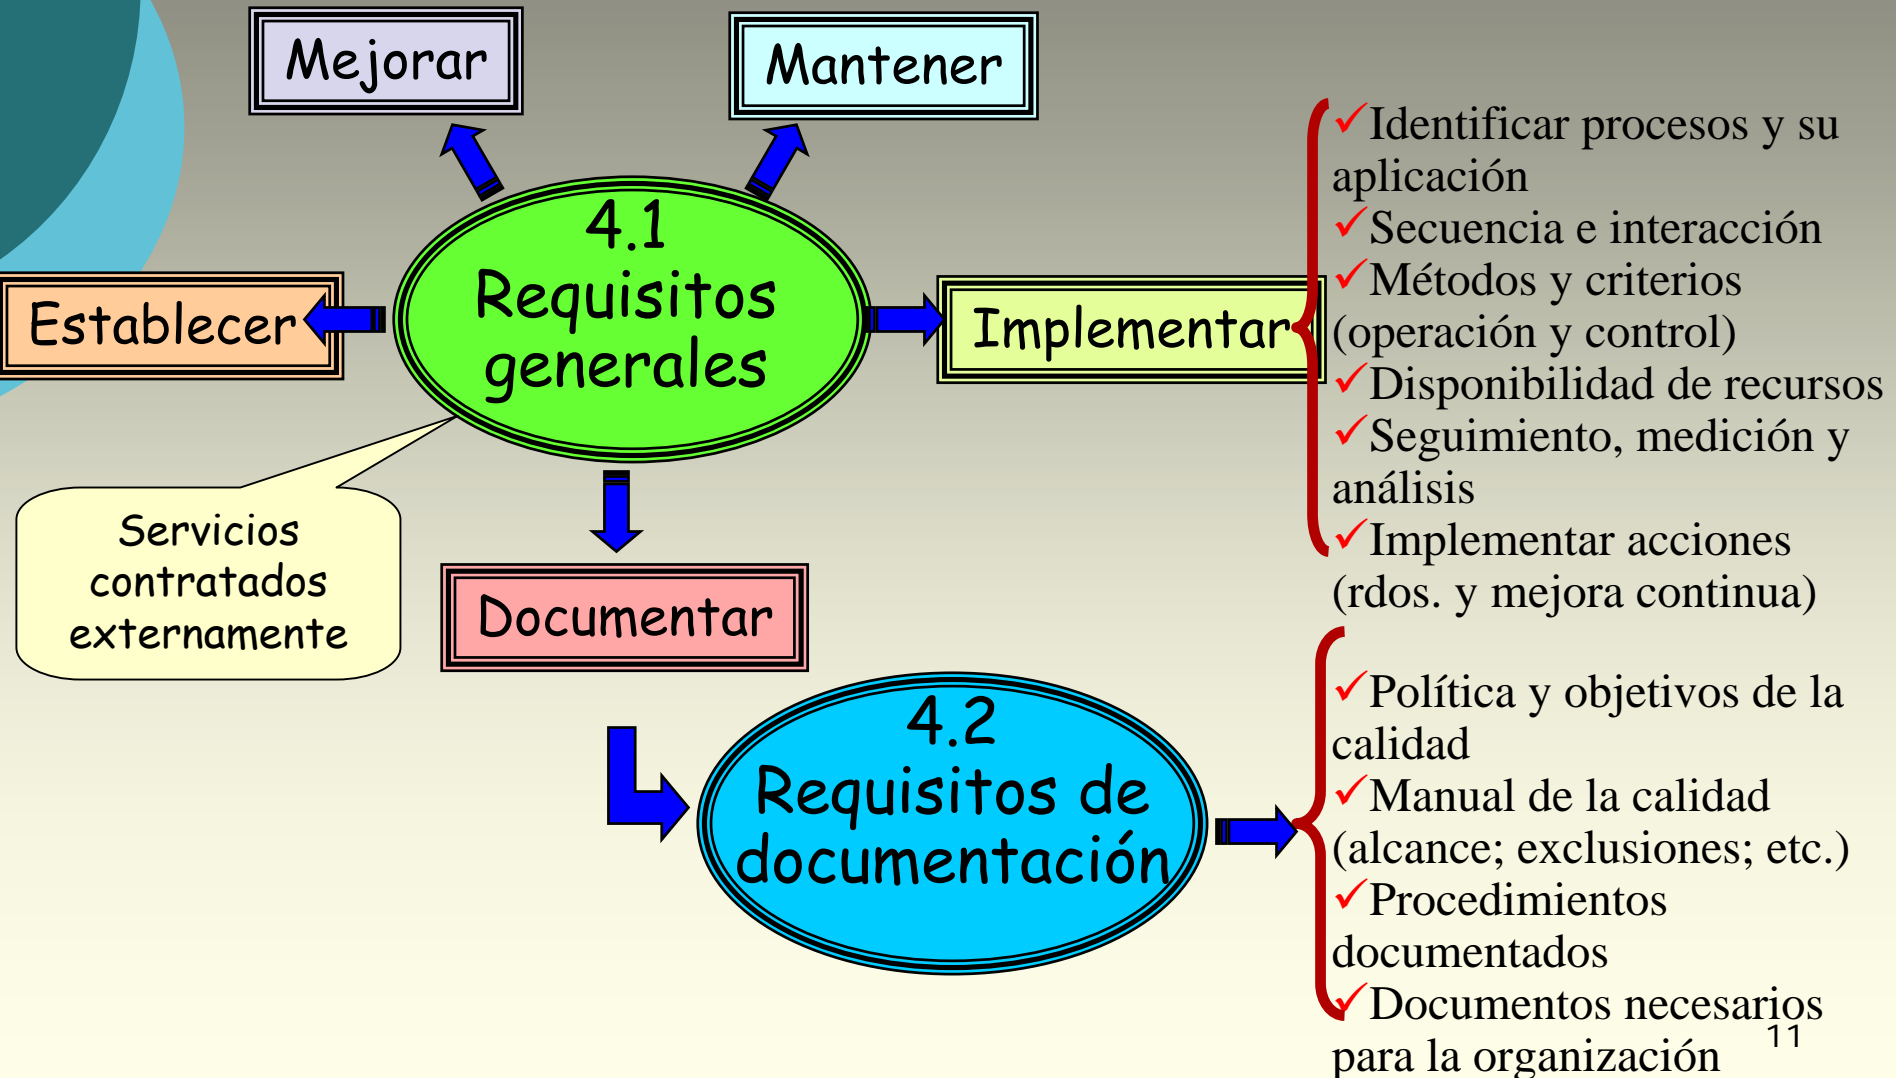 Mejorar
Mantener
4.1
Requisitos
generales
Establecer
Implementar
✓Identificar procesos y su
aplicación
✓Secuencia e interacción
✓Métodos y criterios
(operación y control)
✓Disponibilidad de recursos
✓Seguimiento, medición y
análisis
✓Implementar acciones
(rdos. y mejora continua)
Servicios
contratados
externamente
Documentar
4.2
Requisitos de
documentación
✓Política y objetivos de la
calidad
✓Manual de la calidad
(alcance; exclusiones; etc.)
✓Procedimientos
documentados
✓Documentos necesarios
para la organización
11